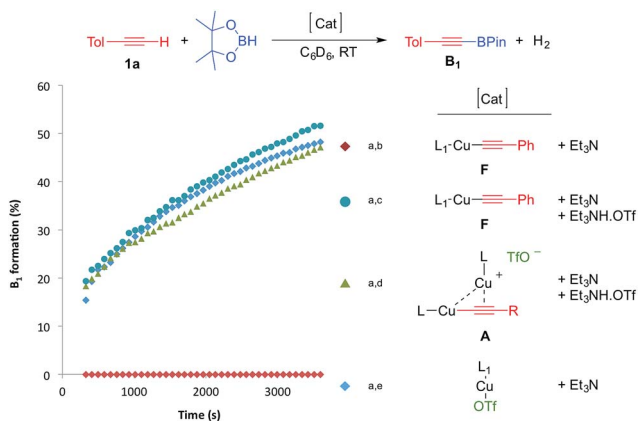 [Cat]
Tol H + O O BH C6D6, RT Tol BPin + H2
1a B1
[Cat]
60
50
40
30
20
10
0
B1 formation (%)
0 1000 2000 3000
Time (s)
a,b L1-Cu Ph + Et3N
F
a,c L1-Cu Ph + Et3N
+ Et3NH.OTf
F
L TfO−
Cu +
a,d L-Cu R + Et3N
+ Et3NH.OTf
A
L1
a,e Cu + Et3N
OTf